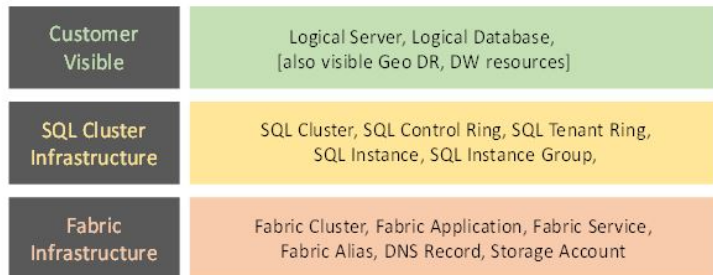 Customer
Visible
Logical Server, Logical Database,
[also visible Geo DR, DW resources]
SQL Cluster
Infrastructure
SQL Cluster, SQL Control Ring, SQL Tenant Ring,
SQL Instance, SQL Instance Group,
Fabric
Infrastructure
Fabric Cluster, Fabric Application, Fabric Service,
Fabric Alias, DNS Record, Storage Account